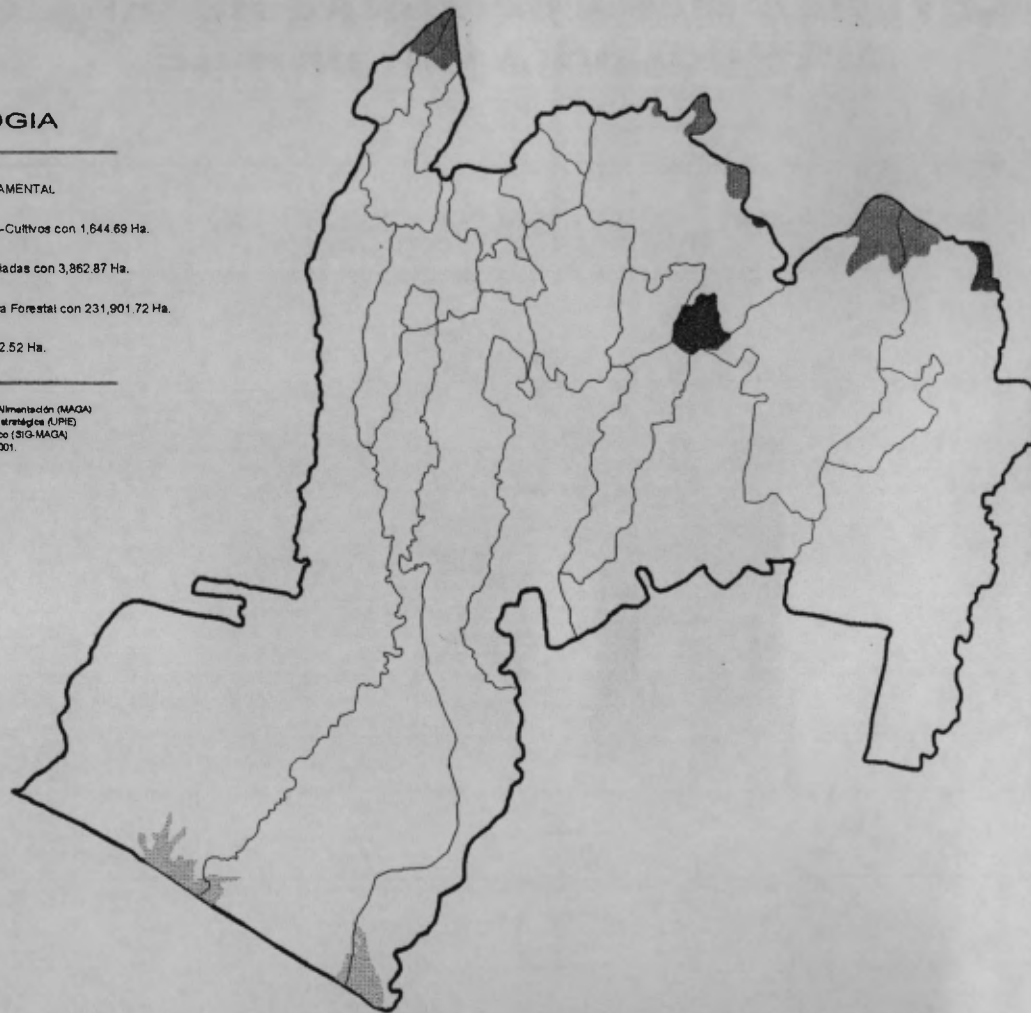 OGIA
AMENTAL
-Cultivos con 1,644.69 Ha.
adas con 3,862.87 Ha.
a Forestal con 231,901.72 Ha.
2.52 Ha.
Alimentación (MAGA)
stratégica (UPIE)
co (SIG-MAGA)
001.